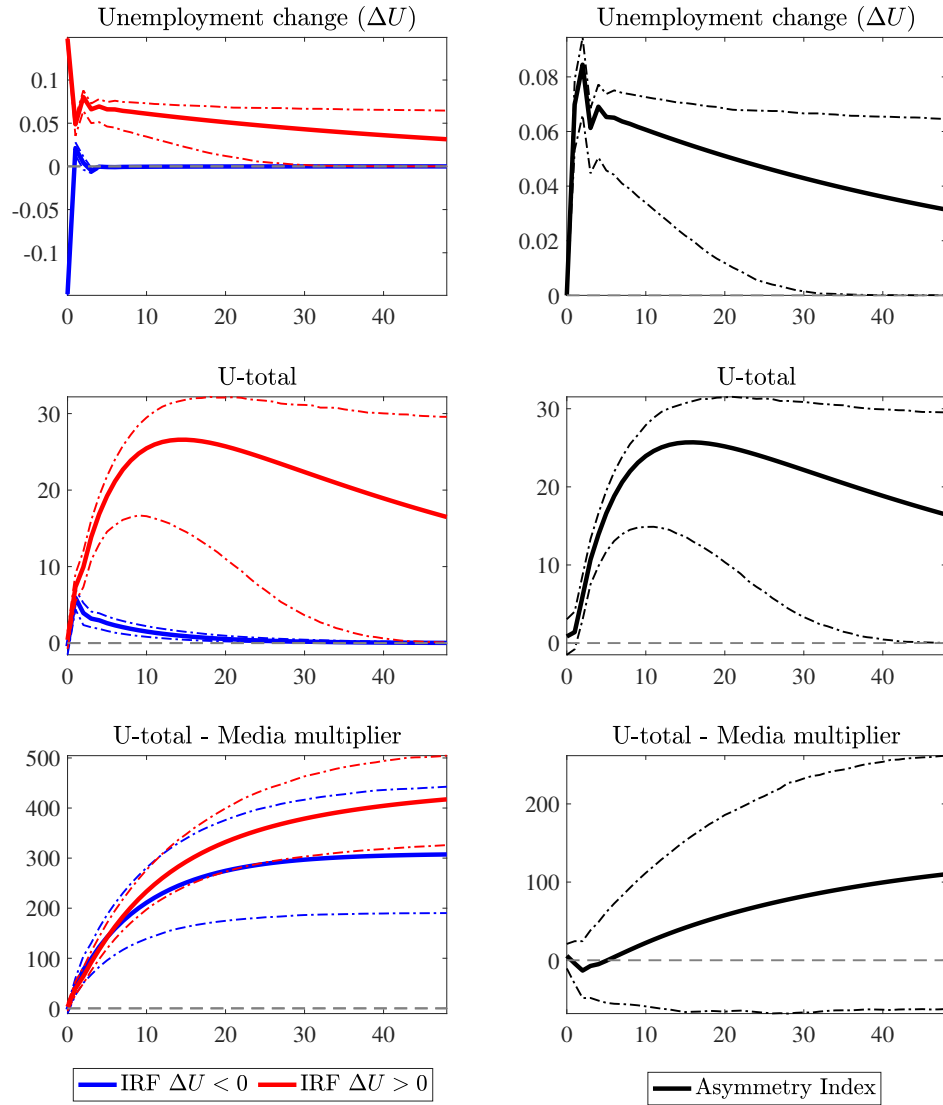 Unemployment change (ΔU)
0.1
0.05
0
-0.05
-0.1
0 10 20 30 40
Unemployment change (ΔU)
0.08
0.06
0.04
0.02
0
0 10 20 30 40
U-total
30
20
10
0
0 10 20 30 40
U-total
30
20
10
0
0 10 20 30 40
U-total - Media multiplier
500
400
300
200
100
0
0 10 20 30 40
U-total - Media multiplier
200
100
0
0 10 20 30 40
IRF ΔU < 0 IRF ΔU > 0
Asymmetry Index